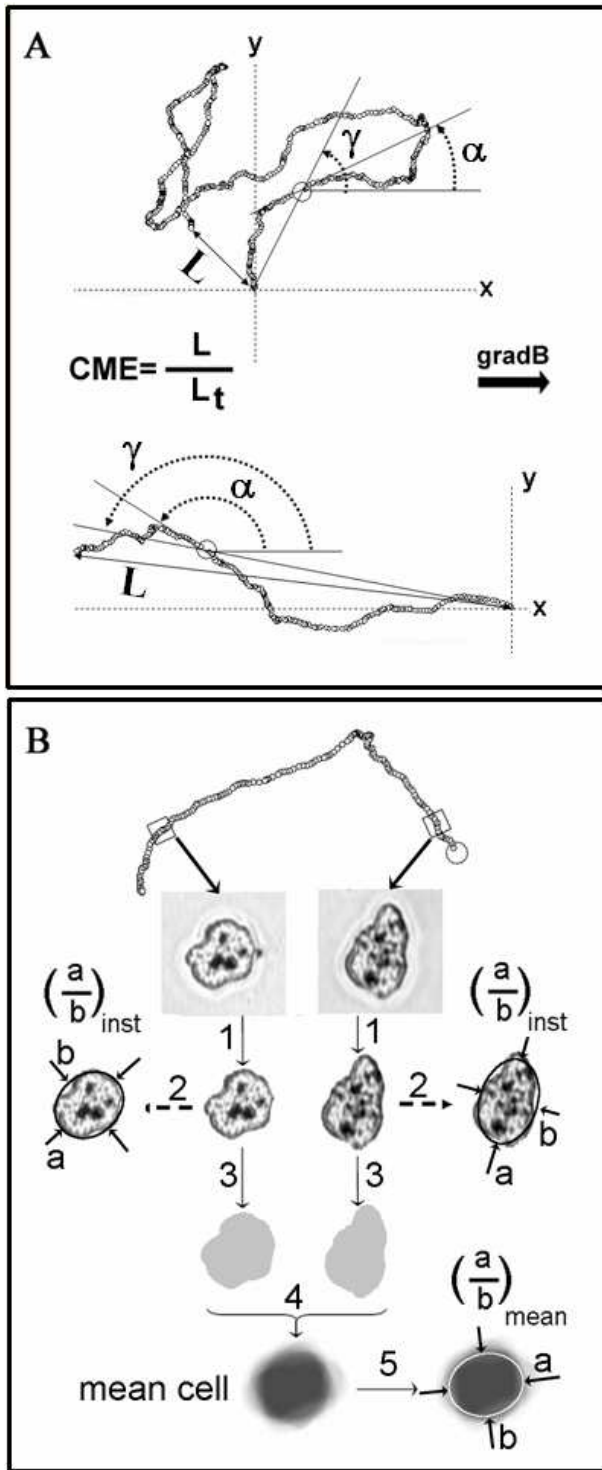 A
y
γ
α
L
x
CME= L / Lt
gradB
γ
α
y
L
x
B
(a/b) inst
(a/b) inst
1
1
b
2
2
b
a
a
3
3
4
(a/b) mean
mean cell
5
a
b